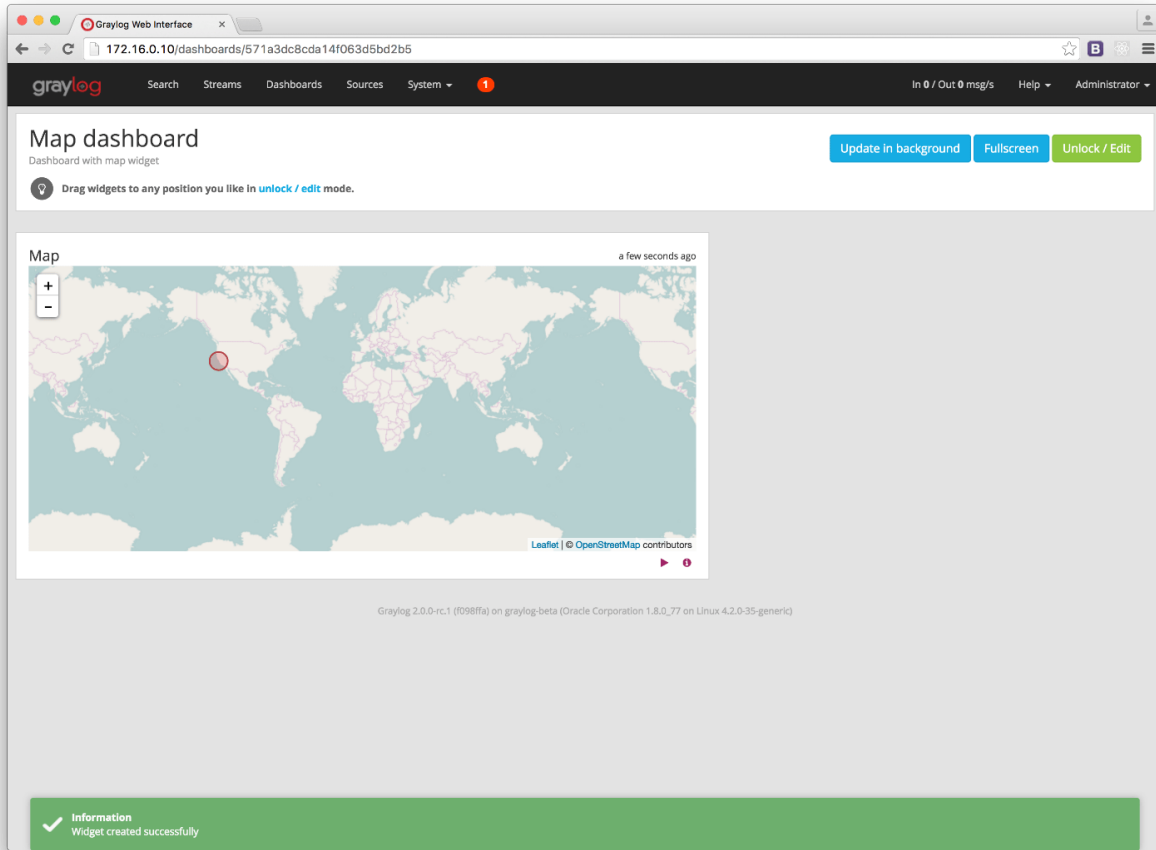 Graylog Web Interface
172.16.0.10/dashboards/571a3dc8cda14f063d5bd2b5
B
graylog Search Streams Dashboards Sources System 1 In 0 / Out 0 msg/s Help Administrator
Map dashboard
Dashboard with map widget
Update in background Fullscreen Unlock / Edit
Drag widgets to any position you like in unlock / edit mode.
Map a few seconds ago
+
-
Leaflet | © OpenStreetMap contributors
Graylog 2.0.0-rc.1 (f098ffa) on graylog-beta (Oracle Corporation 1.8.0_77 on Linux 4.2.0-35-generic)
Information
Widget created successfully